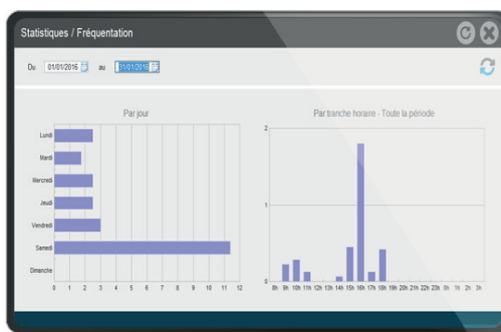 Statistiques / Fréquentation
Du 01/01/2016 au 31/01/2016
Par jour
Lundi
Mardi
Mercredi
Jeudi
Vendredi
Samedi
Dimanche
0 1 2 3 4 5 6 7 8 9 10 11 12
Par tranche horaire - Toute la période
2
1
0
8h 9h 10h 11h 12h 13h 14h 15h 16h 17h 18h 19h 20h 21h 22h 23h 0h 1h 2h 3h